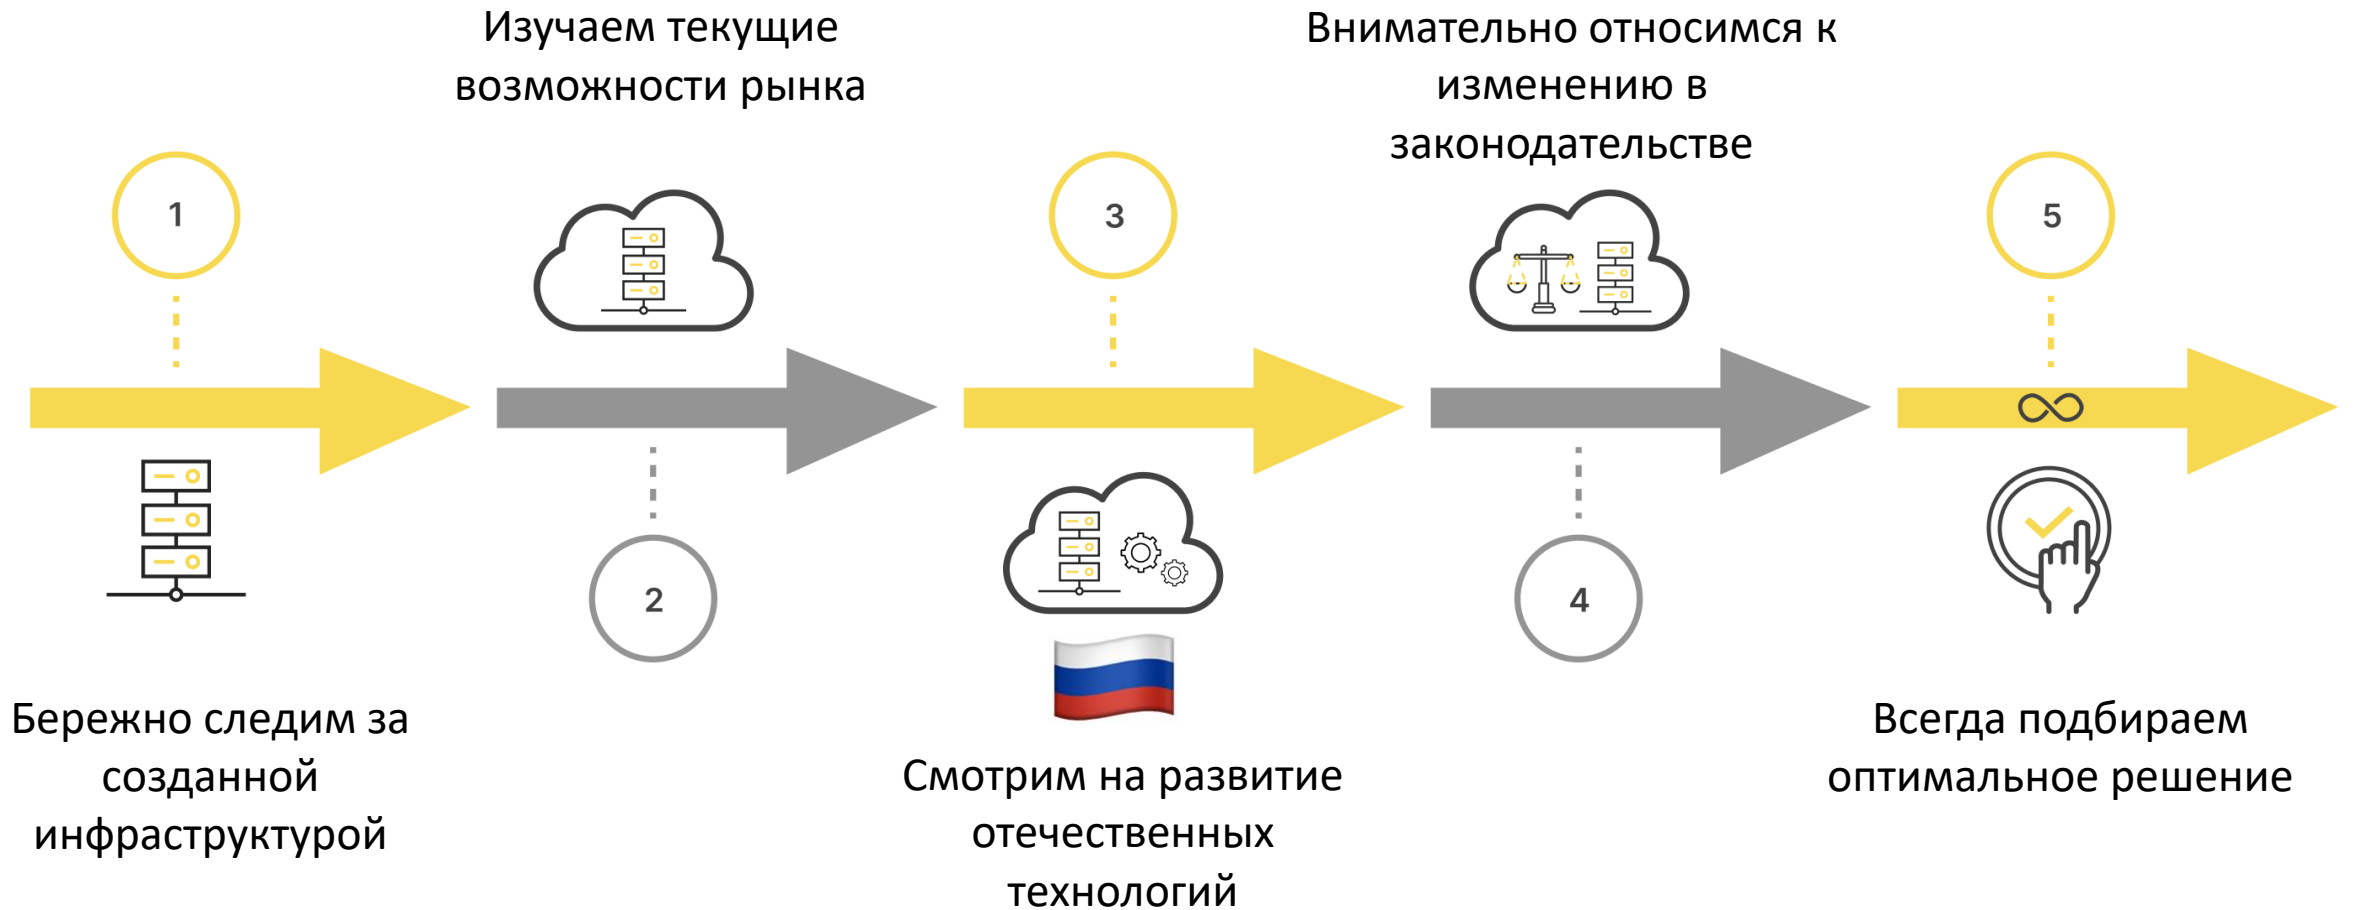 1
Бережно следим за
созданной
инфраструктурой
Изучаем текущие
возможности рынка
2
3
Смотрим на развитие
отечественных
технологий
Внимательно относимся к
изменению в
законодательстве
4
5
Всегда подбираем
оптимальное решение